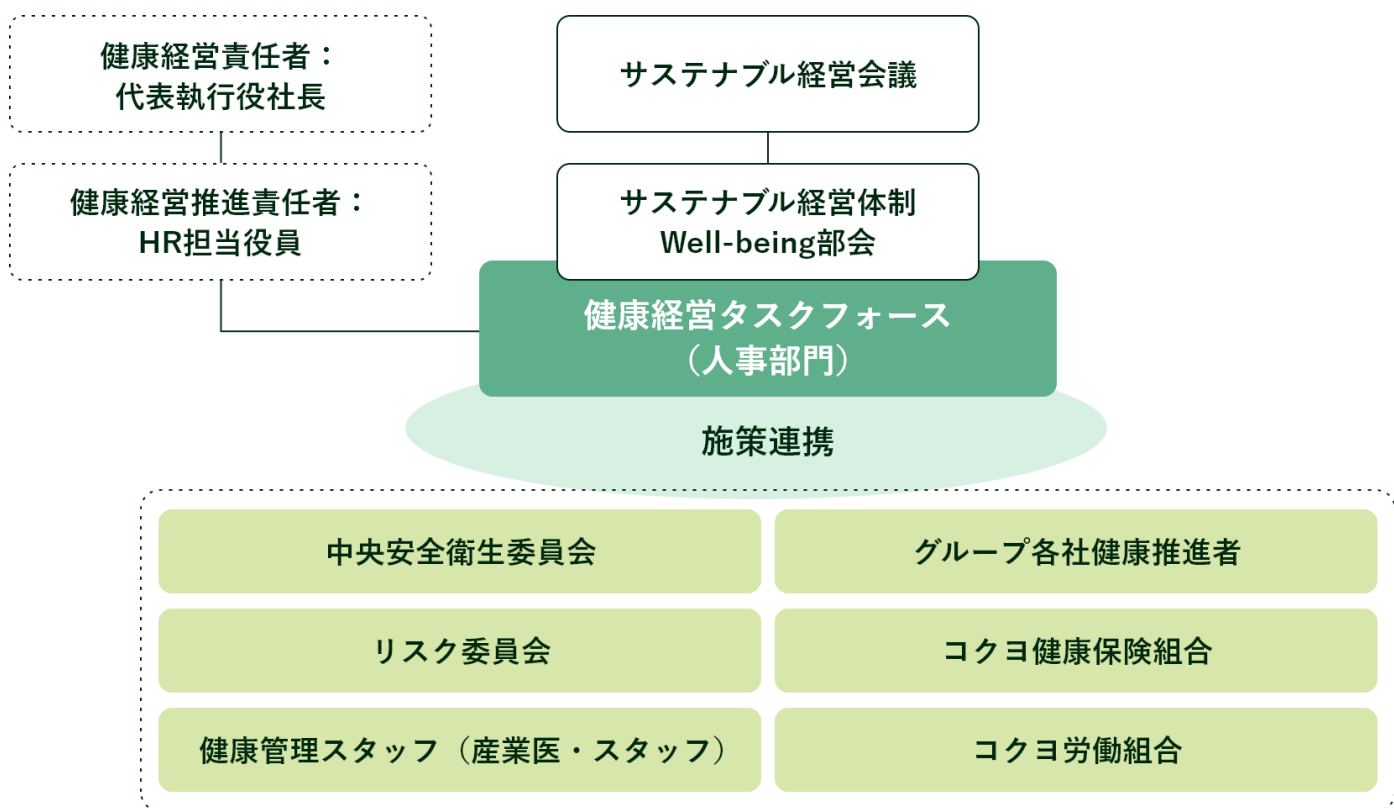 健康経営責任者：
代表執行役社長
サステナブル経営会議
健康経営推進責任者：
HR担当役員
サステナブル経営体制
Well-being部会
健康経営タスクフォース
（人事部門）
施策連携
中央安全衛生委員会
グループ各社健康推進者
リスク委員会
コクヨ健康保険組合
健康管理スタッフ（産業医・スタッフ）
コクヨ労働組合